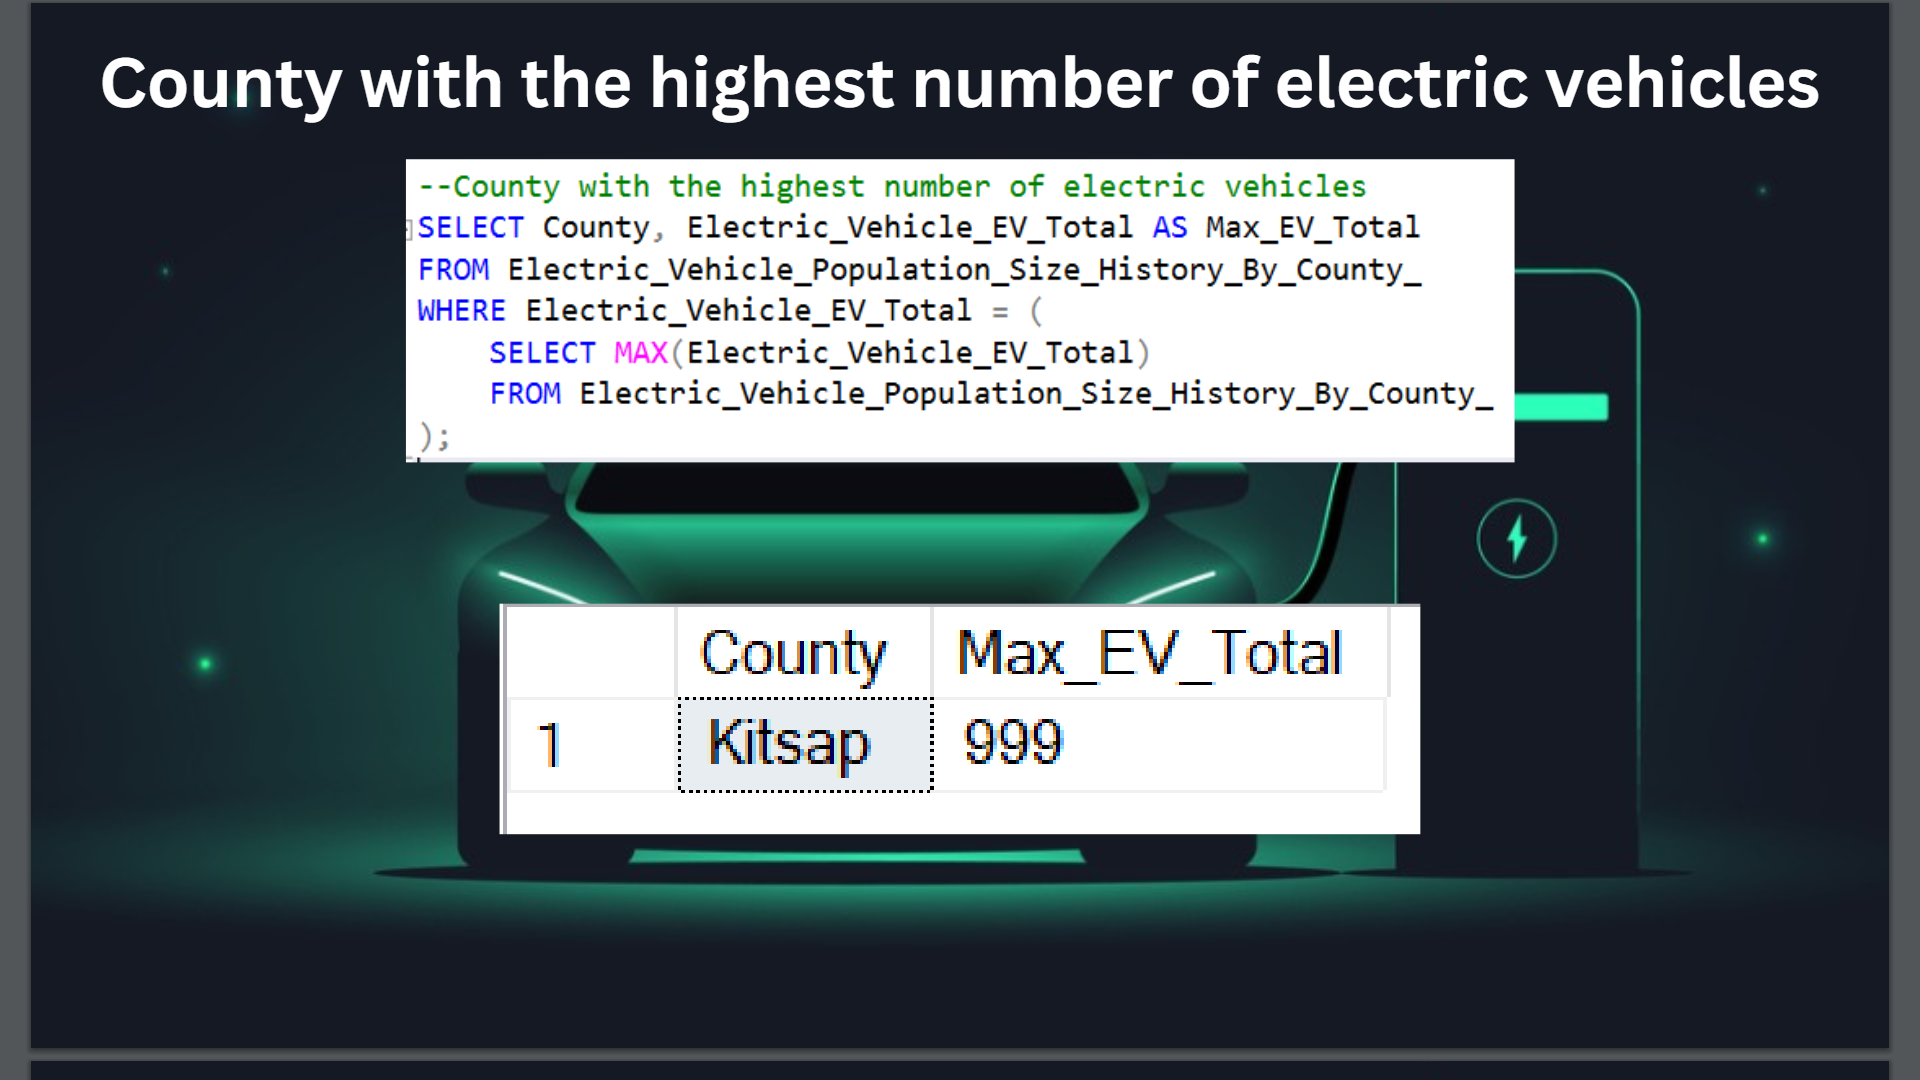 County with the highest number of electric vehicles
--County with the highest number of electric vehicles
SELECT County, Electric_Vehicle_EV_Total AS Max_EV_Total
FROM Electric_Vehicle_Population_Size_History_By_County_
WHERE Electric_Vehicle_EV_Total = (
    SELECT MAX(Electric_Vehicle_EV_Total)
    FROM Electric_Vehicle_Population_Size_History_By_County_
);
County Max_EV_Total
1 Kitsap 999